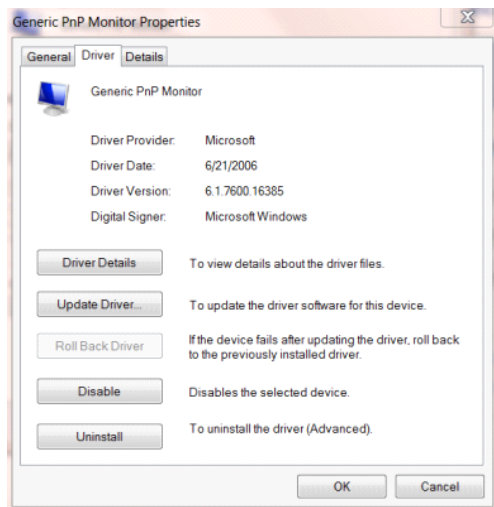 Generic PnP Monitor Properties
General Driver Details
Generic PnP Monitor
Driver Provider: Microsoft
Driver Date: 6/21/2006
Driver Version: 6.1.7600.16385
Digital Signer: Microsoft Windows
Driver Details To view details about the driver files.
Update Driver... To update the driver software for this device.
Roll Back Driver If the device fails after updating the driver, roll back
to the previously installed driver.
Disable Disables the selected device.
Uninstall To uninstall the driver (Advanced).
OK Cancel